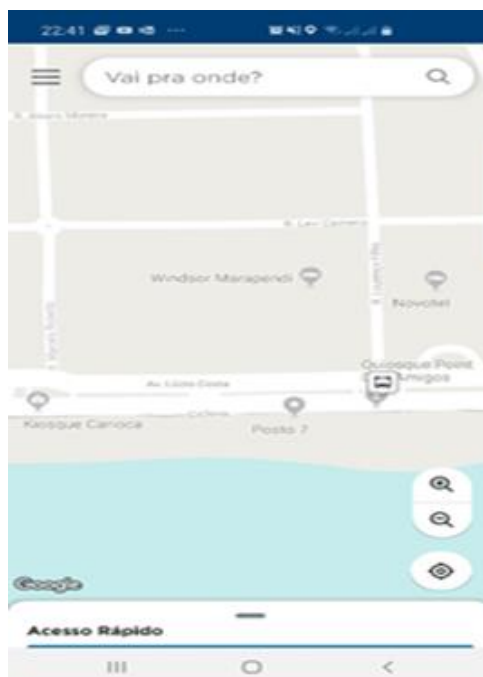 22:41
Vai pra onde?
Windsor Marapendi
Novotel
Quiosque Point
Amigos
Av. Lúcio Costa
Kiosque Carioca
Posto 7
Google
Acesso Rápido